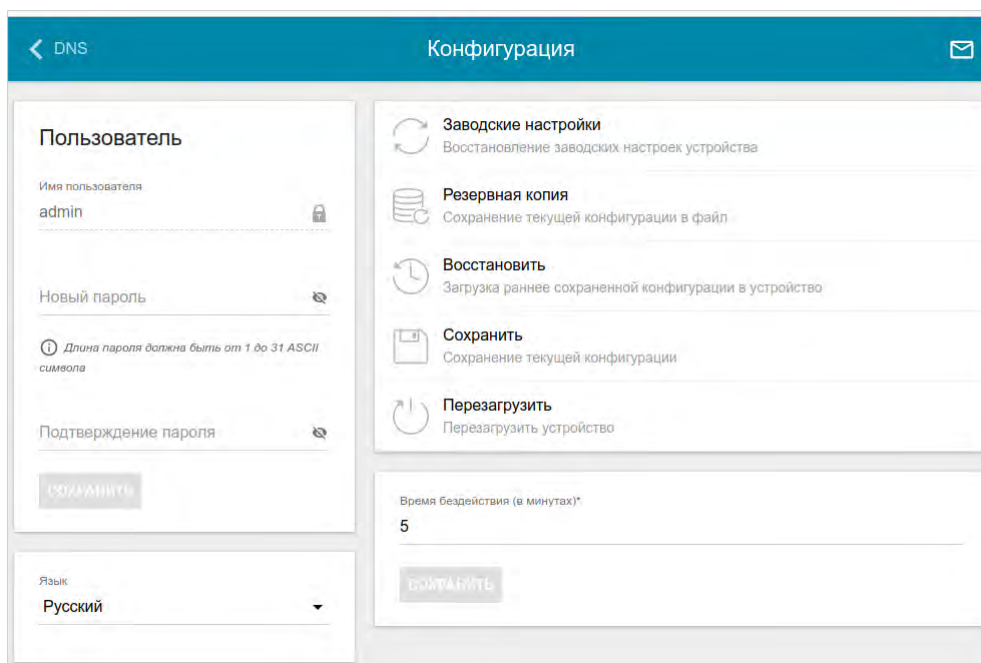 DNS
Конфигурация
Пользователь
Имя пользователя
admin
Новый пароль
Длина пароля должна быть от 1 до 31 ASCII
символа
Подтверждение пароля
СОХРАНИТЬ
Язык
Русский
Заводские настройки
Восстановление заводских настроек устройства
Резервная копия
Сохранение текущей конфигурации в файл
Восстановить
Загрузка раннее сохраненной конфигурации в устройство
Сохранить
Сохранение текущей конфигурации
Перезагрузить
Перезагрузить устройство
Время бездействия (в минутах)*
5
СОХРАНИТЬ